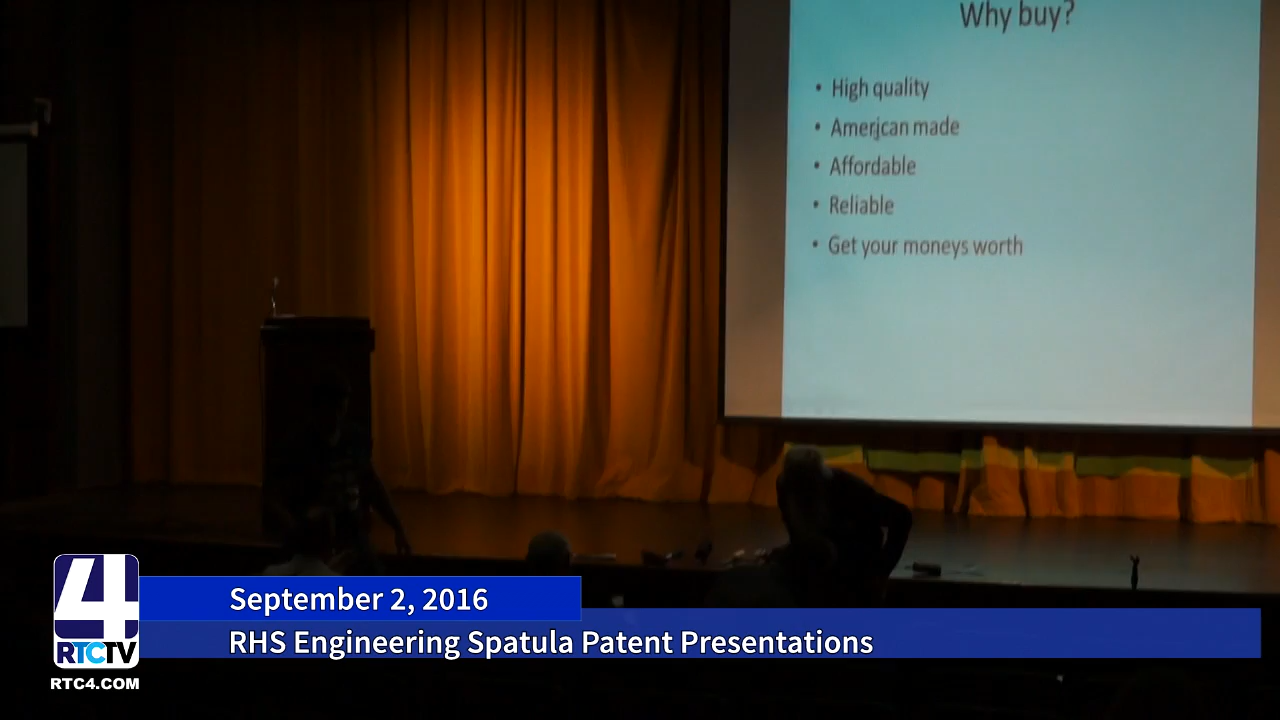 Why buy?
• High quality
• American made
• Affordable
• Reliable
• Get your moneys worth
September 2, 2016
RHS Engineering Spatula Patent Presentations
4
RTCTV
RTC4.COM